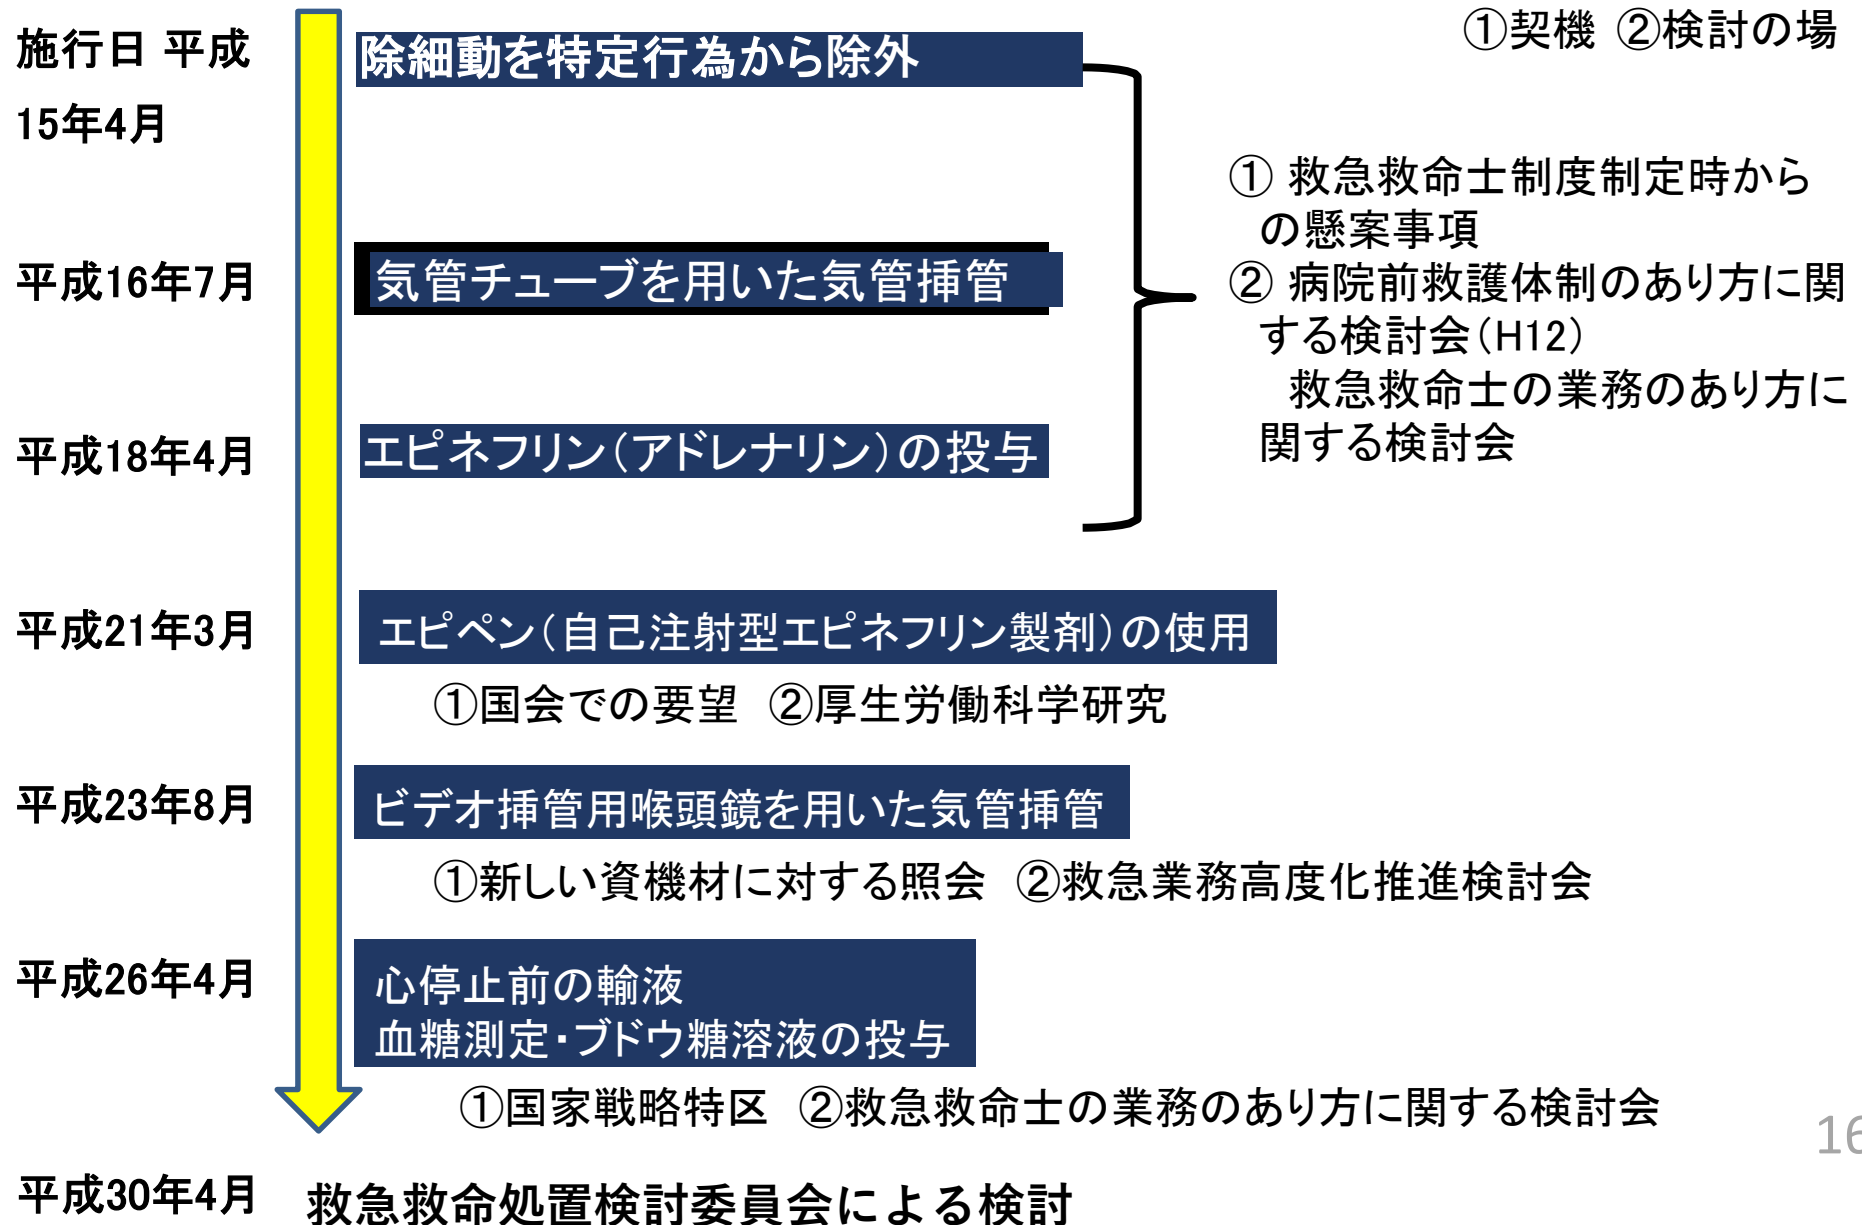 ①契機 ②検討の場
施行日 平成
15年4月
除細動を特定行為から除外
① 救急救命士制度制定時から
の懸案事項
② 病院前救護体制のあり方に関
する検討会(H12)
救急救命士の業務のあり方に
関する検討会
平成16年7月
気管チューブを用いた気管挿管
平成18年4月
エピネフリン(アドレナリン)の投与
平成21年3月
エピペン(自己注射型エピネフリン製剤)の使用
①国会での要望 ②厚生労働科学研究
平成23年8月
ビデオ挿管用喉頭鏡を用いた気管挿管
①新しい資機材に対する照会 ②救急業務高度化推進検討会
平成26年4月
心停止前の輸液
血糖測定・ブドウ糖溶液の投与
①国家戦略特区 ②救急救命士の業務のあり方に関する検討会
16
平成30年4月
救急救命処置検討委員会による検討